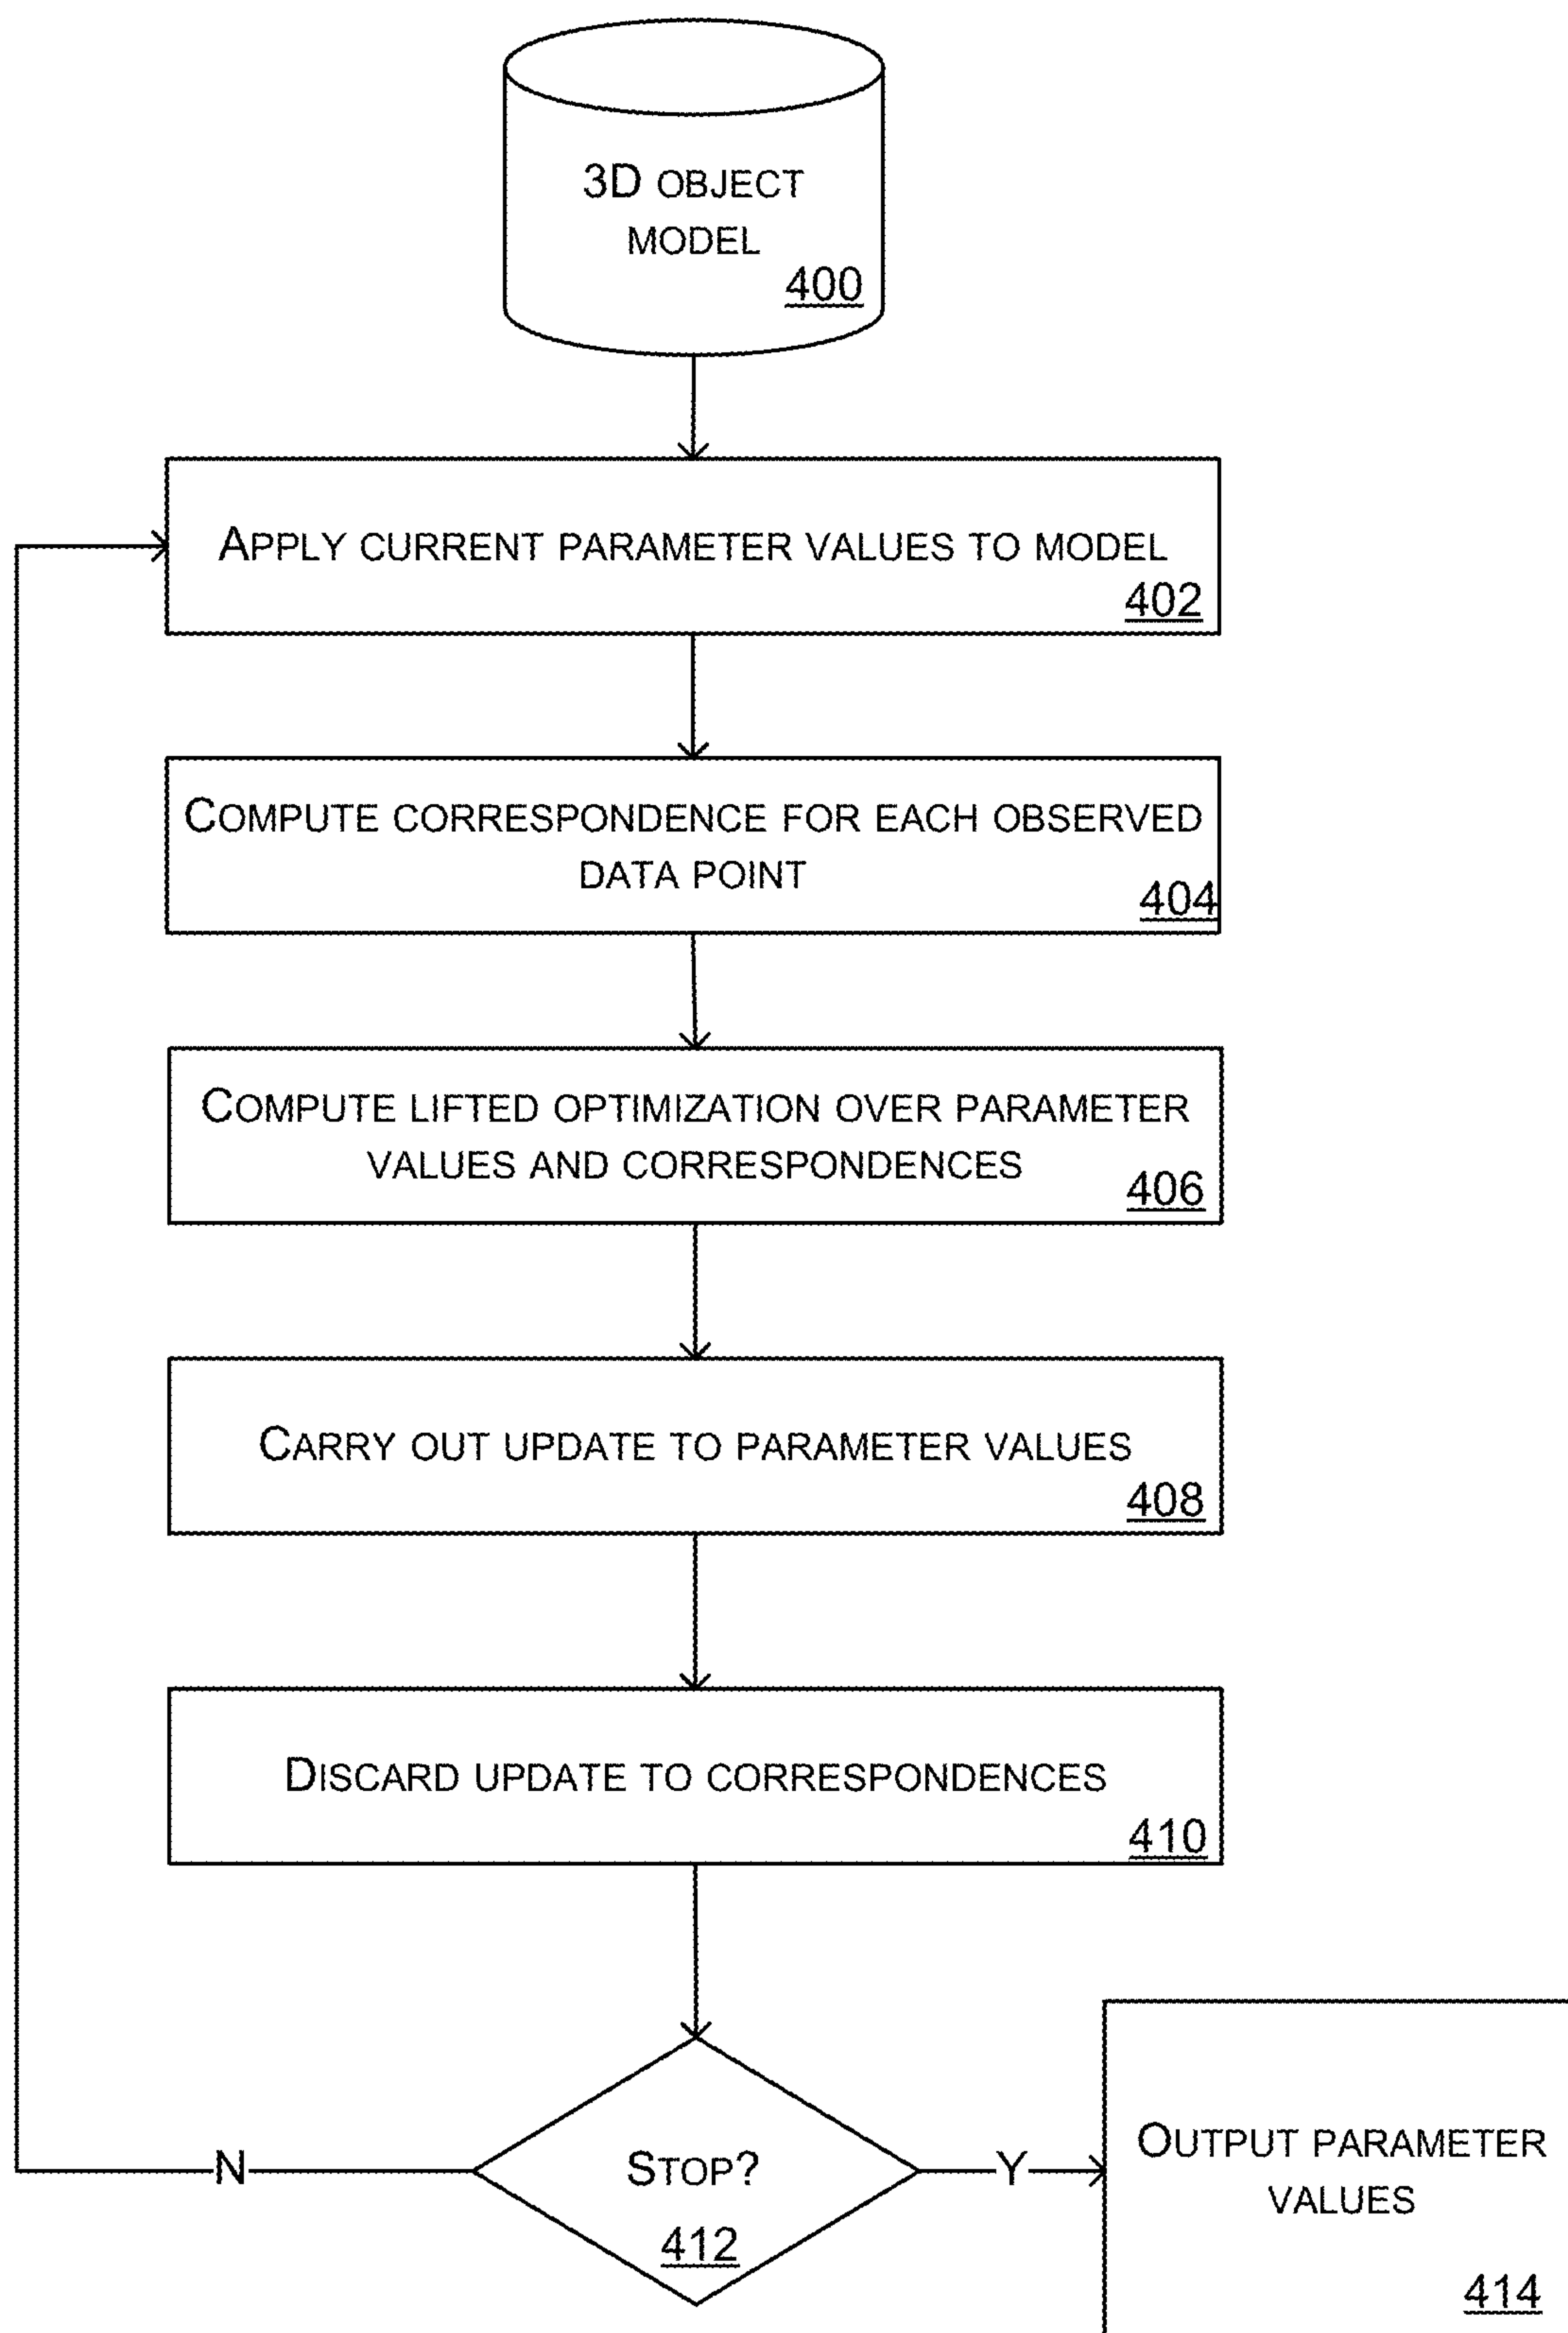 3D OBJECT
MODEL
400
APPLY CURRENT PARAMETER VALUES TO MODEL
402
COMPUTE CORRESPONDENCE FOR EACH OBSERVED
DATA POINT
404
COMPUTE LIFTED OPTIMIZATION OVER PARAMETER
VALUES AND CORRESPONDENCES
406
CARRY OUT UPDATE TO PARAMETER VALUES
408
DISCARD UPDATE TO CORRESPONDENCES
410
N
STOP?
412
Y
OUTPUT PARAMETER
VALUES
414